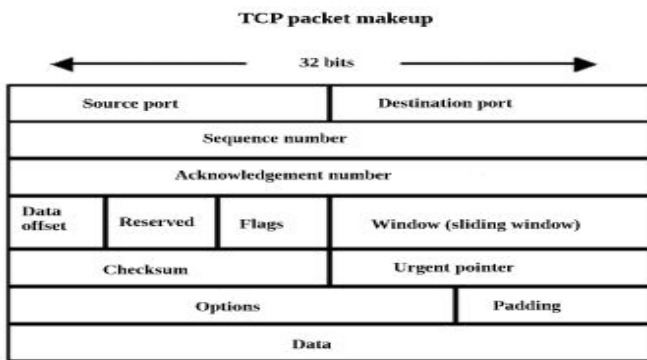 TCP packet makeup
32 bits
Source port
Destination port
Sequence number
Acknowledgement number
Data
offset
Reserved
Flags
Window (sliding window)
Checksum
Urgent pointer
Options
Padding
Data